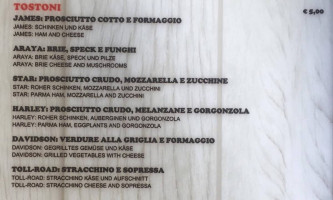 TOSTONI
€ 5,00
JAMES: PROSCIUTTO COTTO E FORMAGGIO
JAMES: SCHINKEN UND KÄSE
JAMES: HAM AND CHEESE
ARAYA: BRIE, SPECK E FUNGHI
ARAYA: BRIE KÄSE, SPECK UND PILZE
ARAYA: BRIE CHEESE AND MUSCHROOMS
STAR: PROSCIUTTO CRUDO, MOZZARELLA E ZUCCHINE
STAR: ROHER SCHINKEN, MOZZARELLA UND ZUCCHINI
STAR: PARMA HAM, MOZZARELLA AND ZUCCHINI
HARLEY: PROSCIUTTO CRUDO, MELANZANE E GORGONZOLA
HARLEY: ROHER SCHINKEN, AUBERGINEN UND GORGONZOLA
HARLEY: PARMA HAM, EGGPLANTS AND GORGONZOLA
DAVIDSON: VERDURE ALLA GRIGLIA E FORMAGGIO
DAVIDSON: GEGRILLTES GEMÜSE UND KÄSE
DAVIDSON: GRILLED VEGETABLES WITH CHEESE
TOLL-ROAD: STRACCHINO E SOPRESSA
TOLL-ROAD: STRACCHINO KÄSE UND AUFSCHNITT
TOLL-ROAD: STRACCHINO CHEESE AND SOPRESSA